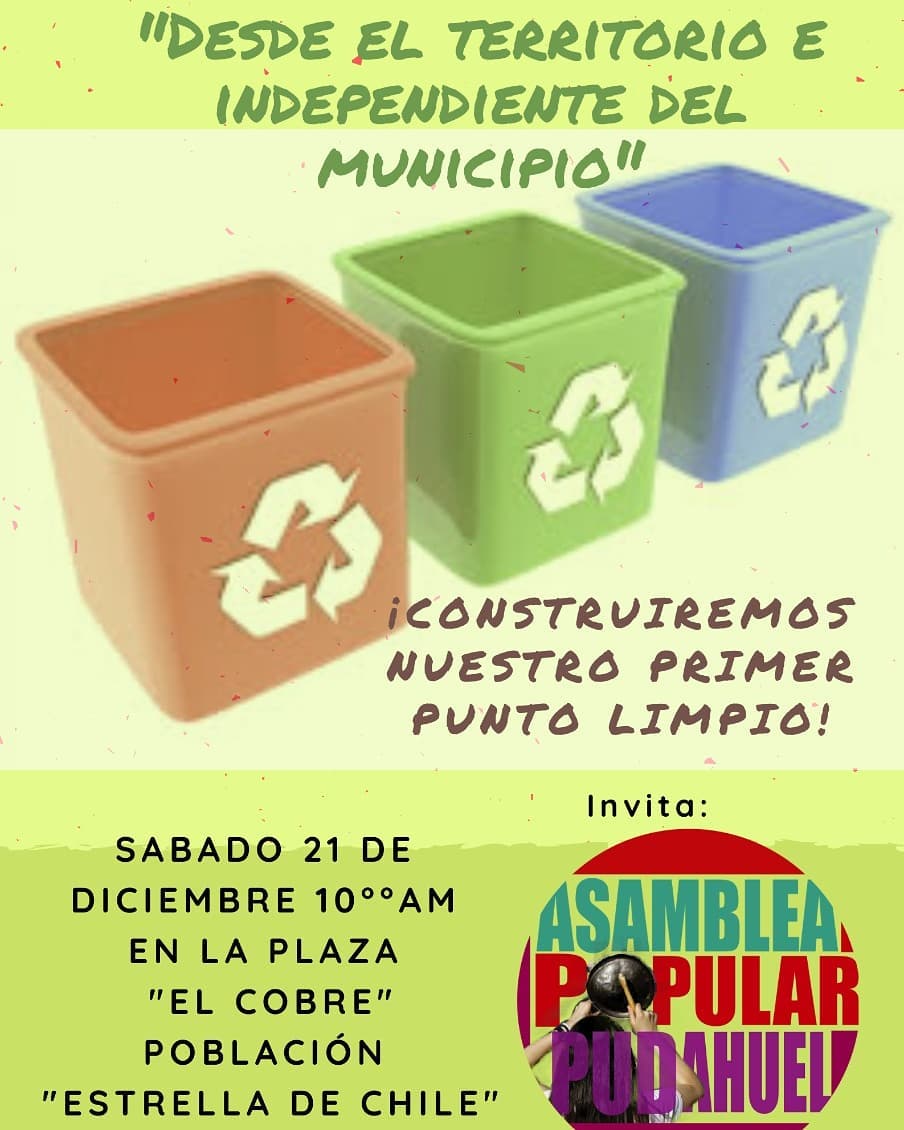 "DESDE EL TERRITORIO E
INDEPENDIENTE DEL
MUNICIPIO"
¡CONSTRUIREMOS
NUESTRO PRIMER
PUNTO LIMPIO!
Invita:
SABADO 21 DE
DICIEMBRE 10°°AM
EN LA PLAZA
"EL COBRE"
POBLACIÓN
"ESTRELLA DE CHILE"
ASAMBLEA
POPULAR
PUDAHUEL